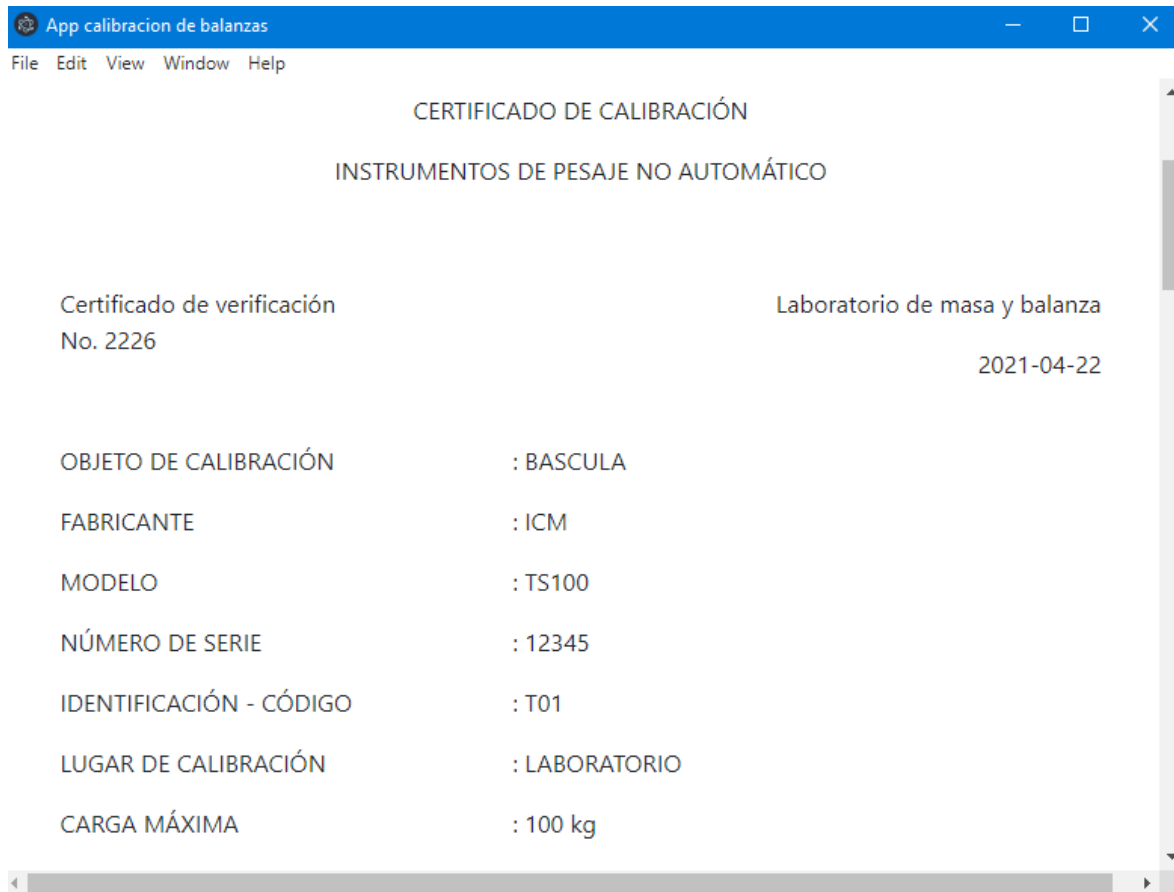 App calibracion de balanzas
File Edit View Window Help
CERTIFICADO DE CALIBRACIÓN
INSTRUMENTOS DE PESAJE NO AUTOMÁTICO
Certificado de verificación
No. 2226
Laboratorio de masa y balanza
2021-04-22
OBJETO DE CALIBRACIÓN : BASCULA
FABRICANTE : ICM
MODELO : TS100
NÚMERO DE SERIE : 12345
IDENTIFICACIÓN - CÓDIGO : T01
LUGAR DE CALIBRACIÓN : LABORATORIO
CARGA MÁXIMA : 100 kg